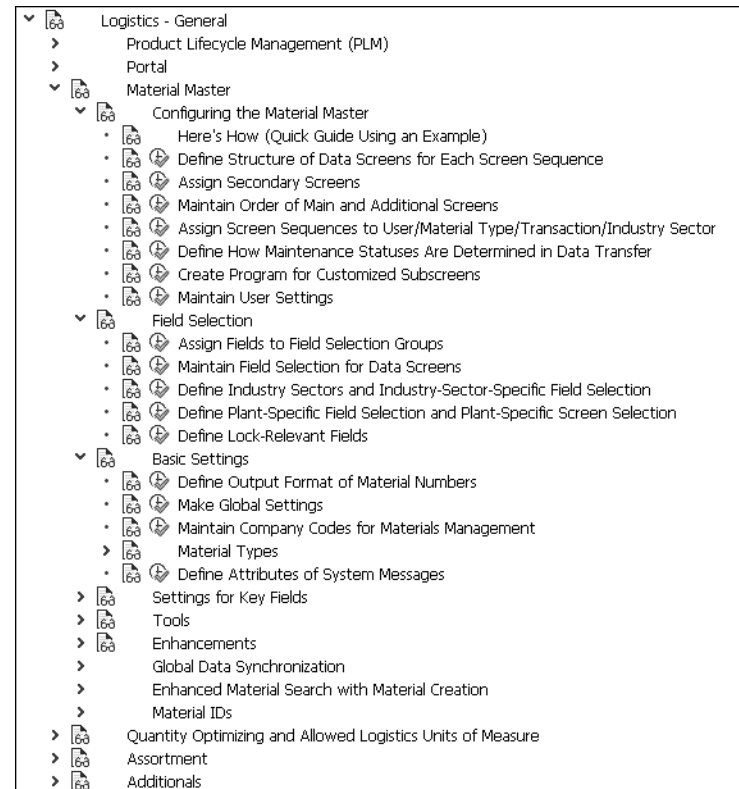 Logistics - General
Product Lifecycle Management (PLM)
Portal
Material Master
Configuring the Material Master
Here's How (Quick Guide Using an Example)
Define Structure of Data Screens for Each Screen Sequence
Assign Secondary Screens
Maintain Order of Main and Additional Screens
Assign Screen Sequences to User/Material Type/Transaction/Industry Sector
Define How Maintenance Statuses Are Determined in Data Transfer
Create Program for Customized Subscreens
Maintain User Settings
Field Selection
Assign Fields to Field Selection Groups
Maintain Field Selection for Data Screens
Define Industry Sectors and Industry-Sector-Specific Field Selection
Define Plant-Specific Field Selection and Plant-Specific Screen Selection
Define Lock-Relevant Fields
Basic Settings
Define Output Format of Material Numbers
Make Global Settings
Maintain Company Codes for Materials Management
Material Types
Define Attributes of System Messages
Settings for Key Fields
Tools
Enhancements
Global Data Synchronization
Enhanced Material Search with Material Creation
Material IDs
Quantity Optimizing and Allowed Logistics Units of Measure
Assortment
Additionals